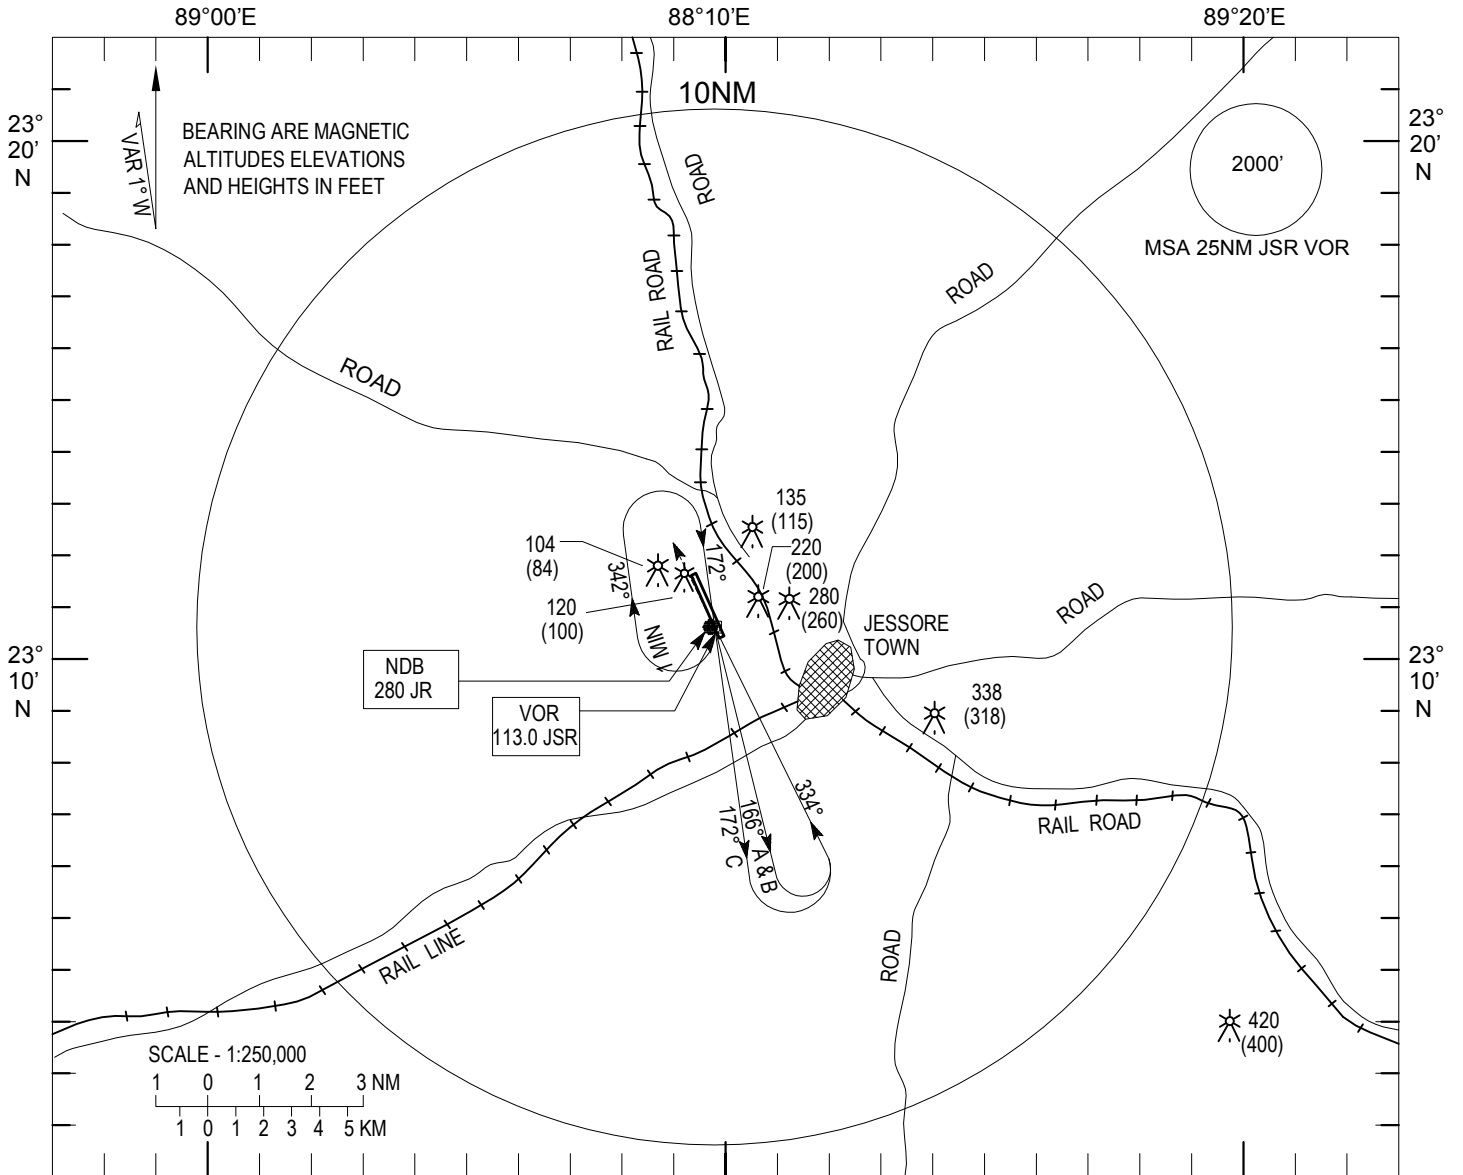 89°00'E
88°10'E
89°20'E
10NM
23°
20'
N
VAR 1° W
BEARING ARE MAGNETIC
ALTITUDES ELEVATIONS
AND HEIGHTS IN FEET
2000'
MSA 25NM JSR VOR
23°
20'
N
ROAD
RAIL ROAD
ROAD
ROAD
135
(115)
220
(200)
280
(260)
104
(84)
120
(100)
342°
172°
1 MIN
JESSORE
TOWN
ROAD
NDB
280 JR
VOR
113.0 JSR
23°
10'
N
23°
10'
N
338
(318)
334°
166° A & B
172° C
RAIL ROAD
RAIL LINE
ROAD
420
(400)
SCALE - 1:250,000
1 0 1 2 3 NM
1 0 1 2 3 4 5 KM